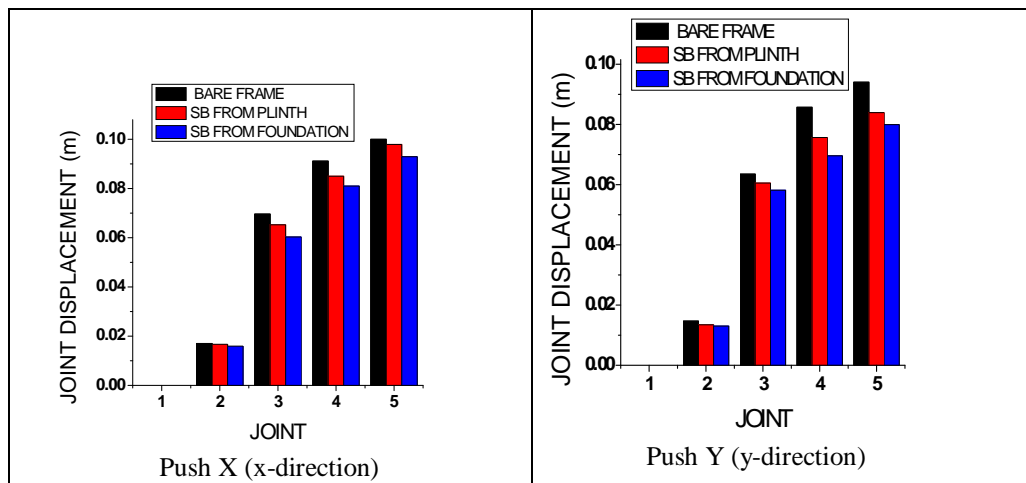 BARE FRAME
SB FROM PLINTH
SB FROM FOUNDATION
JOINT DISPLACEMENT (m)
0.10
0.08
0.06
0.04
0.02
0.00
1 2 3 4 5
JOINT
Push X (x-direction)
BARE FRAME
SB FROM PLINTH
SB FROM FOUNDATION
JOINT DISPLACEMENT (m)
0.10
0.08
0.06
0.04
0.02
0.00
1 2 3 4 5
JOINT
Push Y (y-direction)